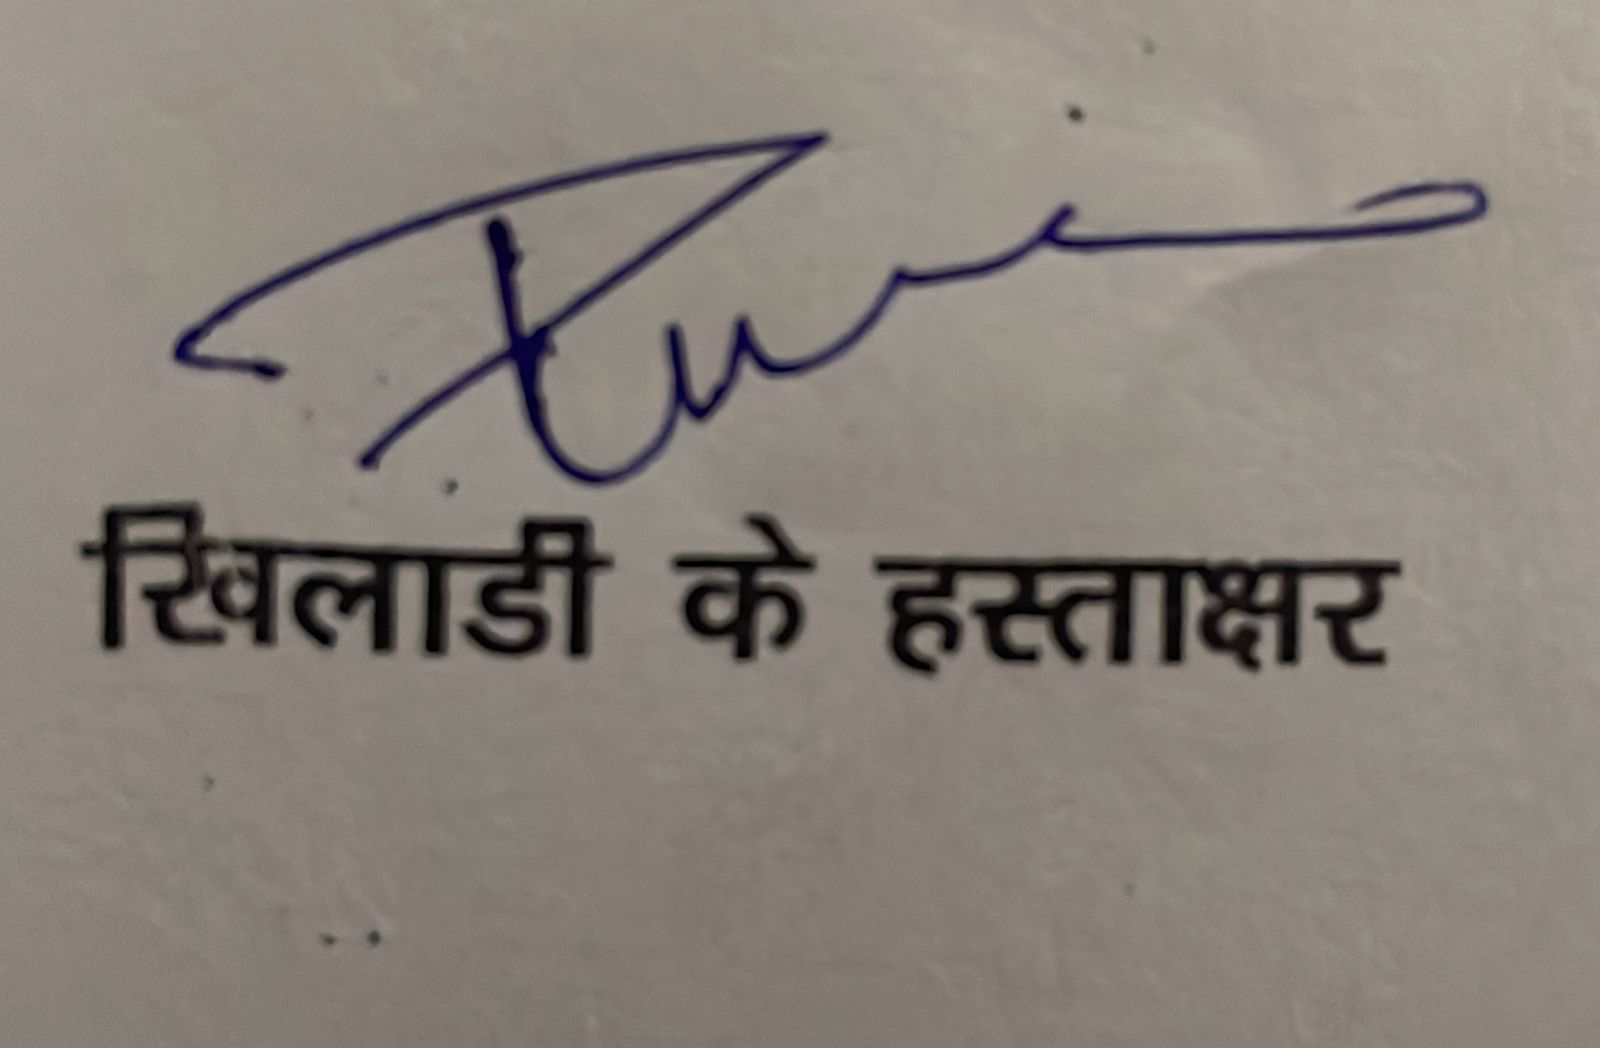 खिलाडी के हस्ताक्षर